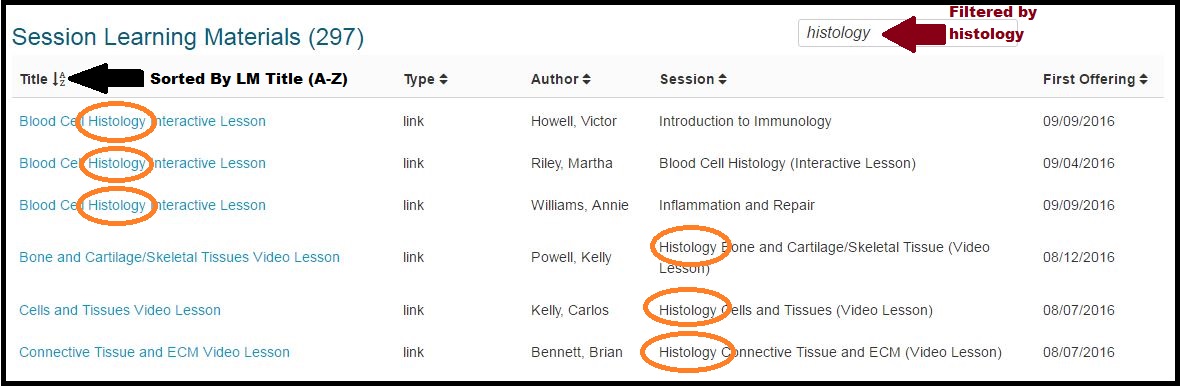 Filtered by
Session Learning Materials (297) histology histology
Title Sorted By LM Title (A-Z) Type Author Session First Offering
Blood Cell Histology Interactive Lesson link Howell, Victor Introduction to Immunology 09/09/2016
Blood Cell Histology Interactive Lesson link Riley, Martha Blood Cell Histology (Interactive Lesson) 09/04/2016
Blood Cell Histology Interactive Lesson link Williams, Annie Inflammation and Repair 09/09/2016
Bone and Cartilage/Skeletal Tissues Video Lesson link Powell, Kelly Histology Bone and Cartilage/Skeletal Tissue (Video 08/12/2016
Lesson)
Cells and Tissues Video Lesson link Kelly, Carlos Histology Cells and Tissues (Video Lesson) 08/07/2016
Connective Tissue and ECM Video Lesson link Bennett, Brian Histology Connective Tissue and ECM (Video Lesson) 08/07/2016